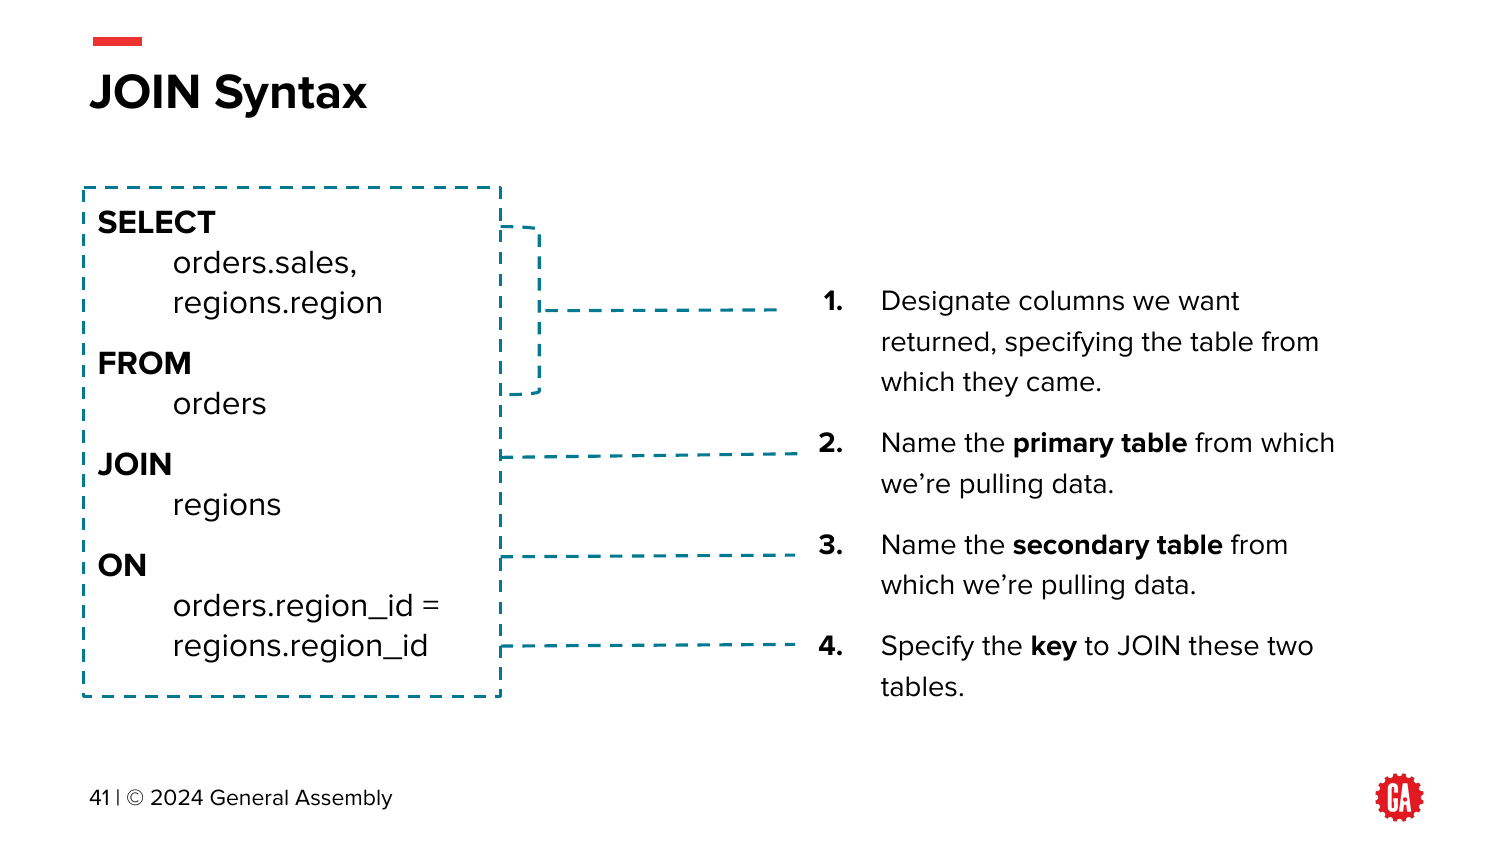 JOIN Syntax
SELECT
orders.sales,
regions.region
FROM
orders
JOIN
regions
ON
orders.region_id =
regions.region_id
1. Designate columns we want
returned, specifying the table from
which they came.
2. Name the primary table from which
we’re pulling data.
3. Name the secondary table from
which we’re pulling data.
4. Specify the key to JOIN these two
tables.
41 | © 2024 General Assembly
GA